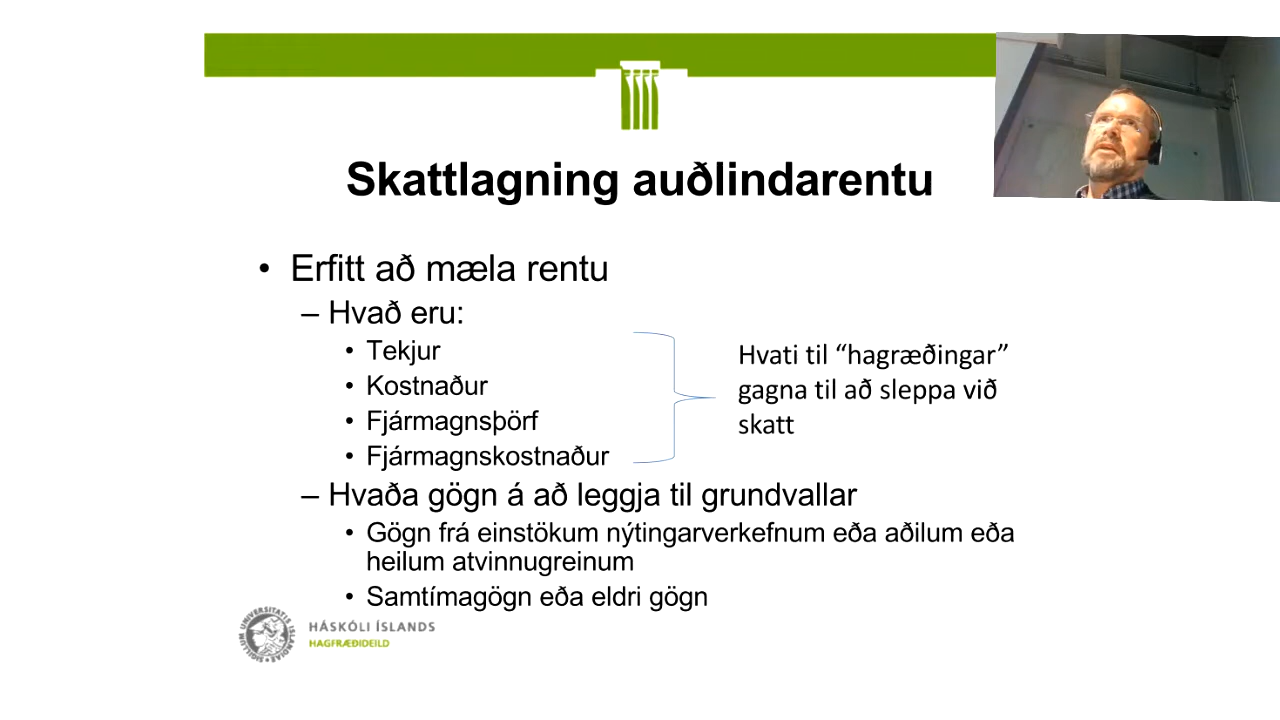 Skattlagning auðlindarentu
• Erfitt að mæla rentu
– Hvað eru:
• Tekjur
• Kostnaður
• Fjármagnsþörf
• Fjármagnskostnaður
Hvati til “hagræðingar”
gagna til að sleppa við
skatt
– Hvaða gögn á að leggja til grundvallar
• Gögn frá einstökum nýtingarverkefnum eða aðilum eða
heilum atvinnugreinum
• Samtímagögn eða eldri gögn
HÁSKÓLI ÍSLANDS
HAGFRÆÐIDEILD